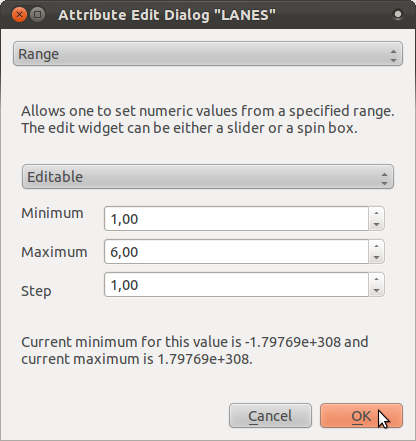 Attribute Edit Dialog "LANES"
Range
Allows one to set numeric values from a specified range.
The edit widget can be either a slider or a spin box.
Editable
Minimum 1,00
Maximum 6,00
Step 1,00
Current minimum for this value is -1.79769e+308 and
current maximum is 1.79769e+308.
Cancel OK